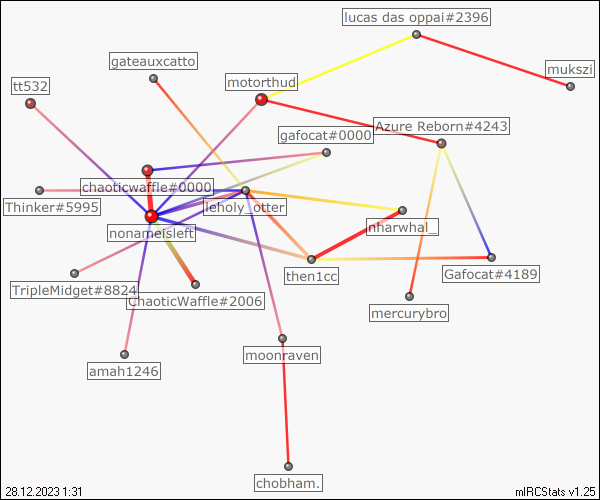 lucas das oppai#2396
gateauxcatto
mukszi
tt532
motorthud
Azure Reborn#4243
gafocat#0000
chaoticwaffle#0000
Thinker#5995
leholy_otter
nharwhal_
nonameisleft
then1cc
Gafocat#4189
TripleMidget#8824
ChaoticWaffle#2006
mercurybro
moonraven
amah1246
chobham.
28.12.2023 1:31
mIRCStats v1.25